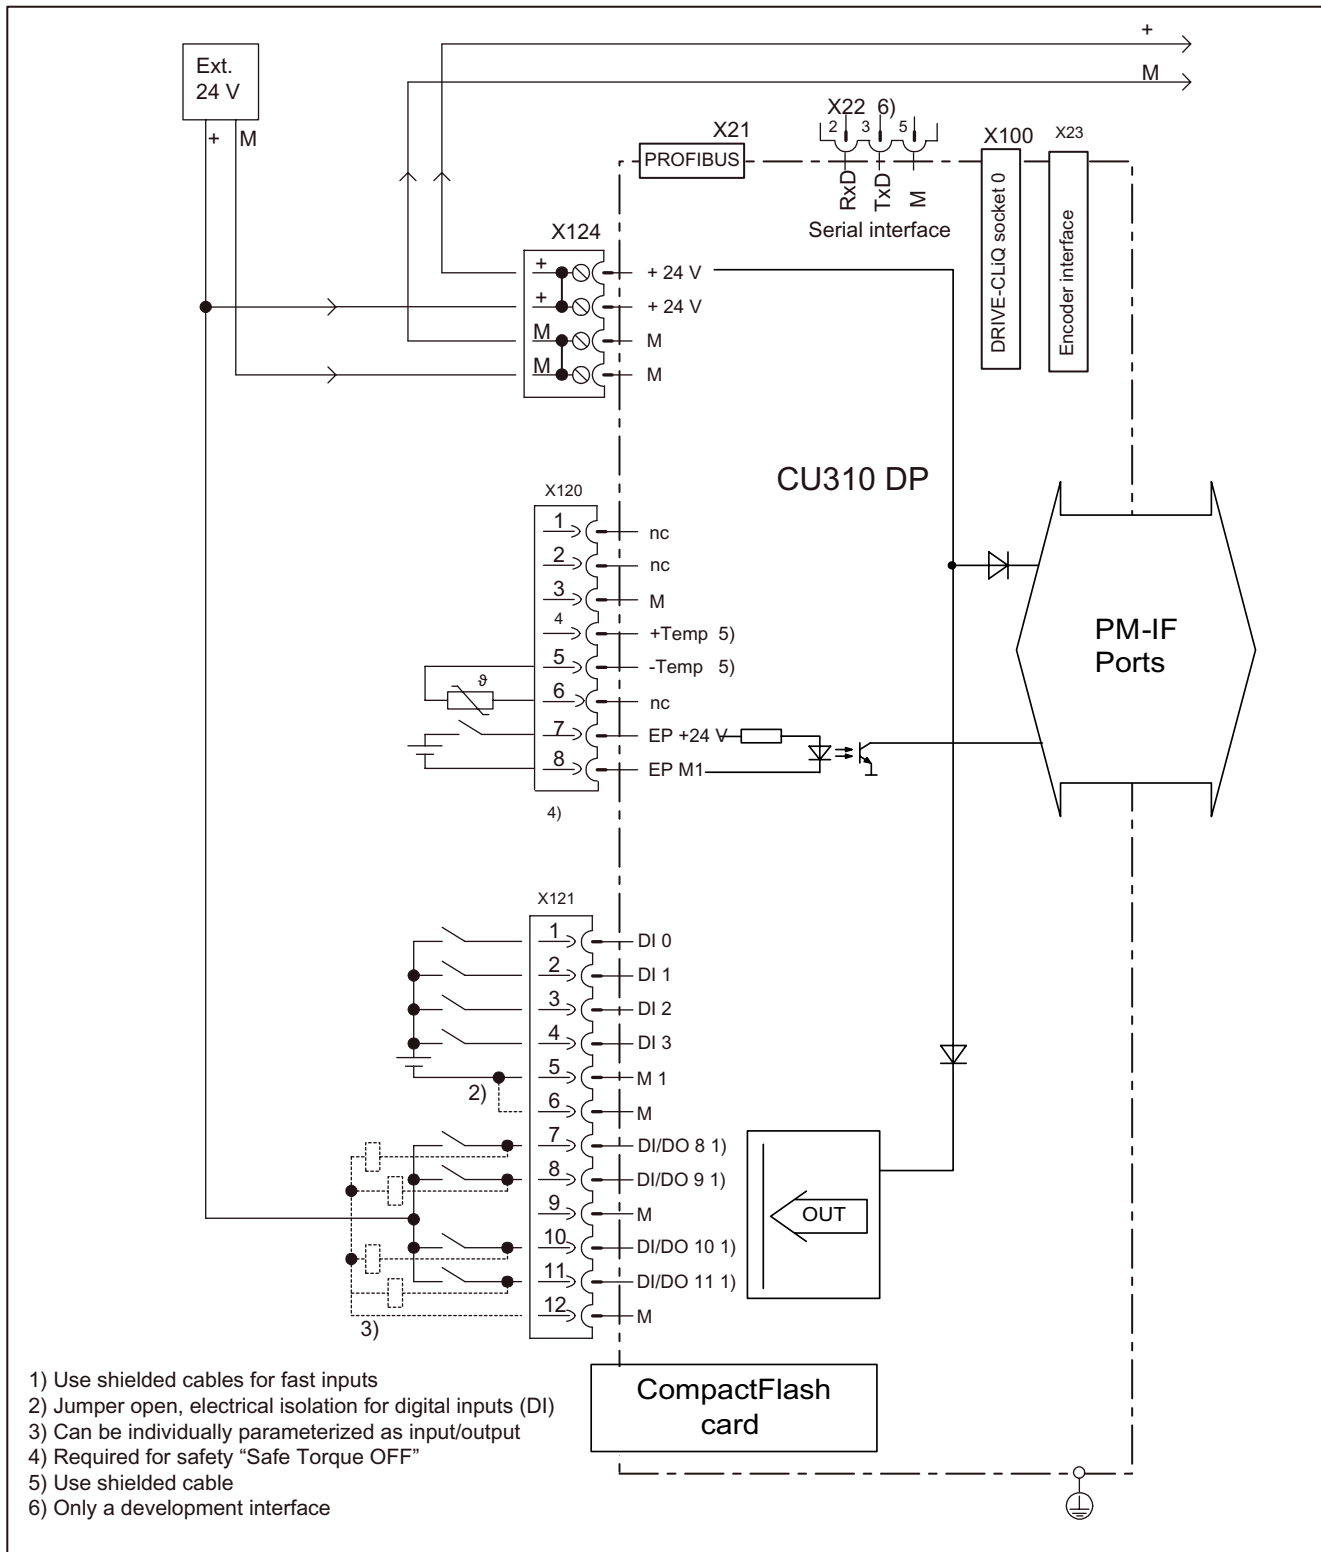 +
M
Ext.
24 V
+ M
X21
PROFIBUS
X22 6)
2 3 5
RxD
TxD
M
Serial interface
X100
DRIVE-CLiQ socket 0
X23
Encoder interface
X124
+ + 24 V
+ + 24 V
M M
M M
CU310 DP
PM-IF
Ports
X120
1 nc
2 nc
3 M
4 +Temp 5)
5 -Temp 5)
ϑ
6 nc
7 EP +24 V
8 EP M1
4)
X121
1 DI 0
2 DI 1
3 DI 2
4 DI 3
5 M 1
2)
6 M
7 DI/DO 8 1)
8 DI/DO 9 1)
9 M
10 DI/DO 10 1)
11 DI/DO 11 1)
12 M
3)
OUT
CompactFlash
card
1) Use shielded cables for fast inputs
2) Jumper open, electrical isolation for digital inputs (DI)
3) Can be individually parameterized as input/output
4) Required for safety “Safe Torque OFF”
5) Use shielded cable
6) Only a development interface